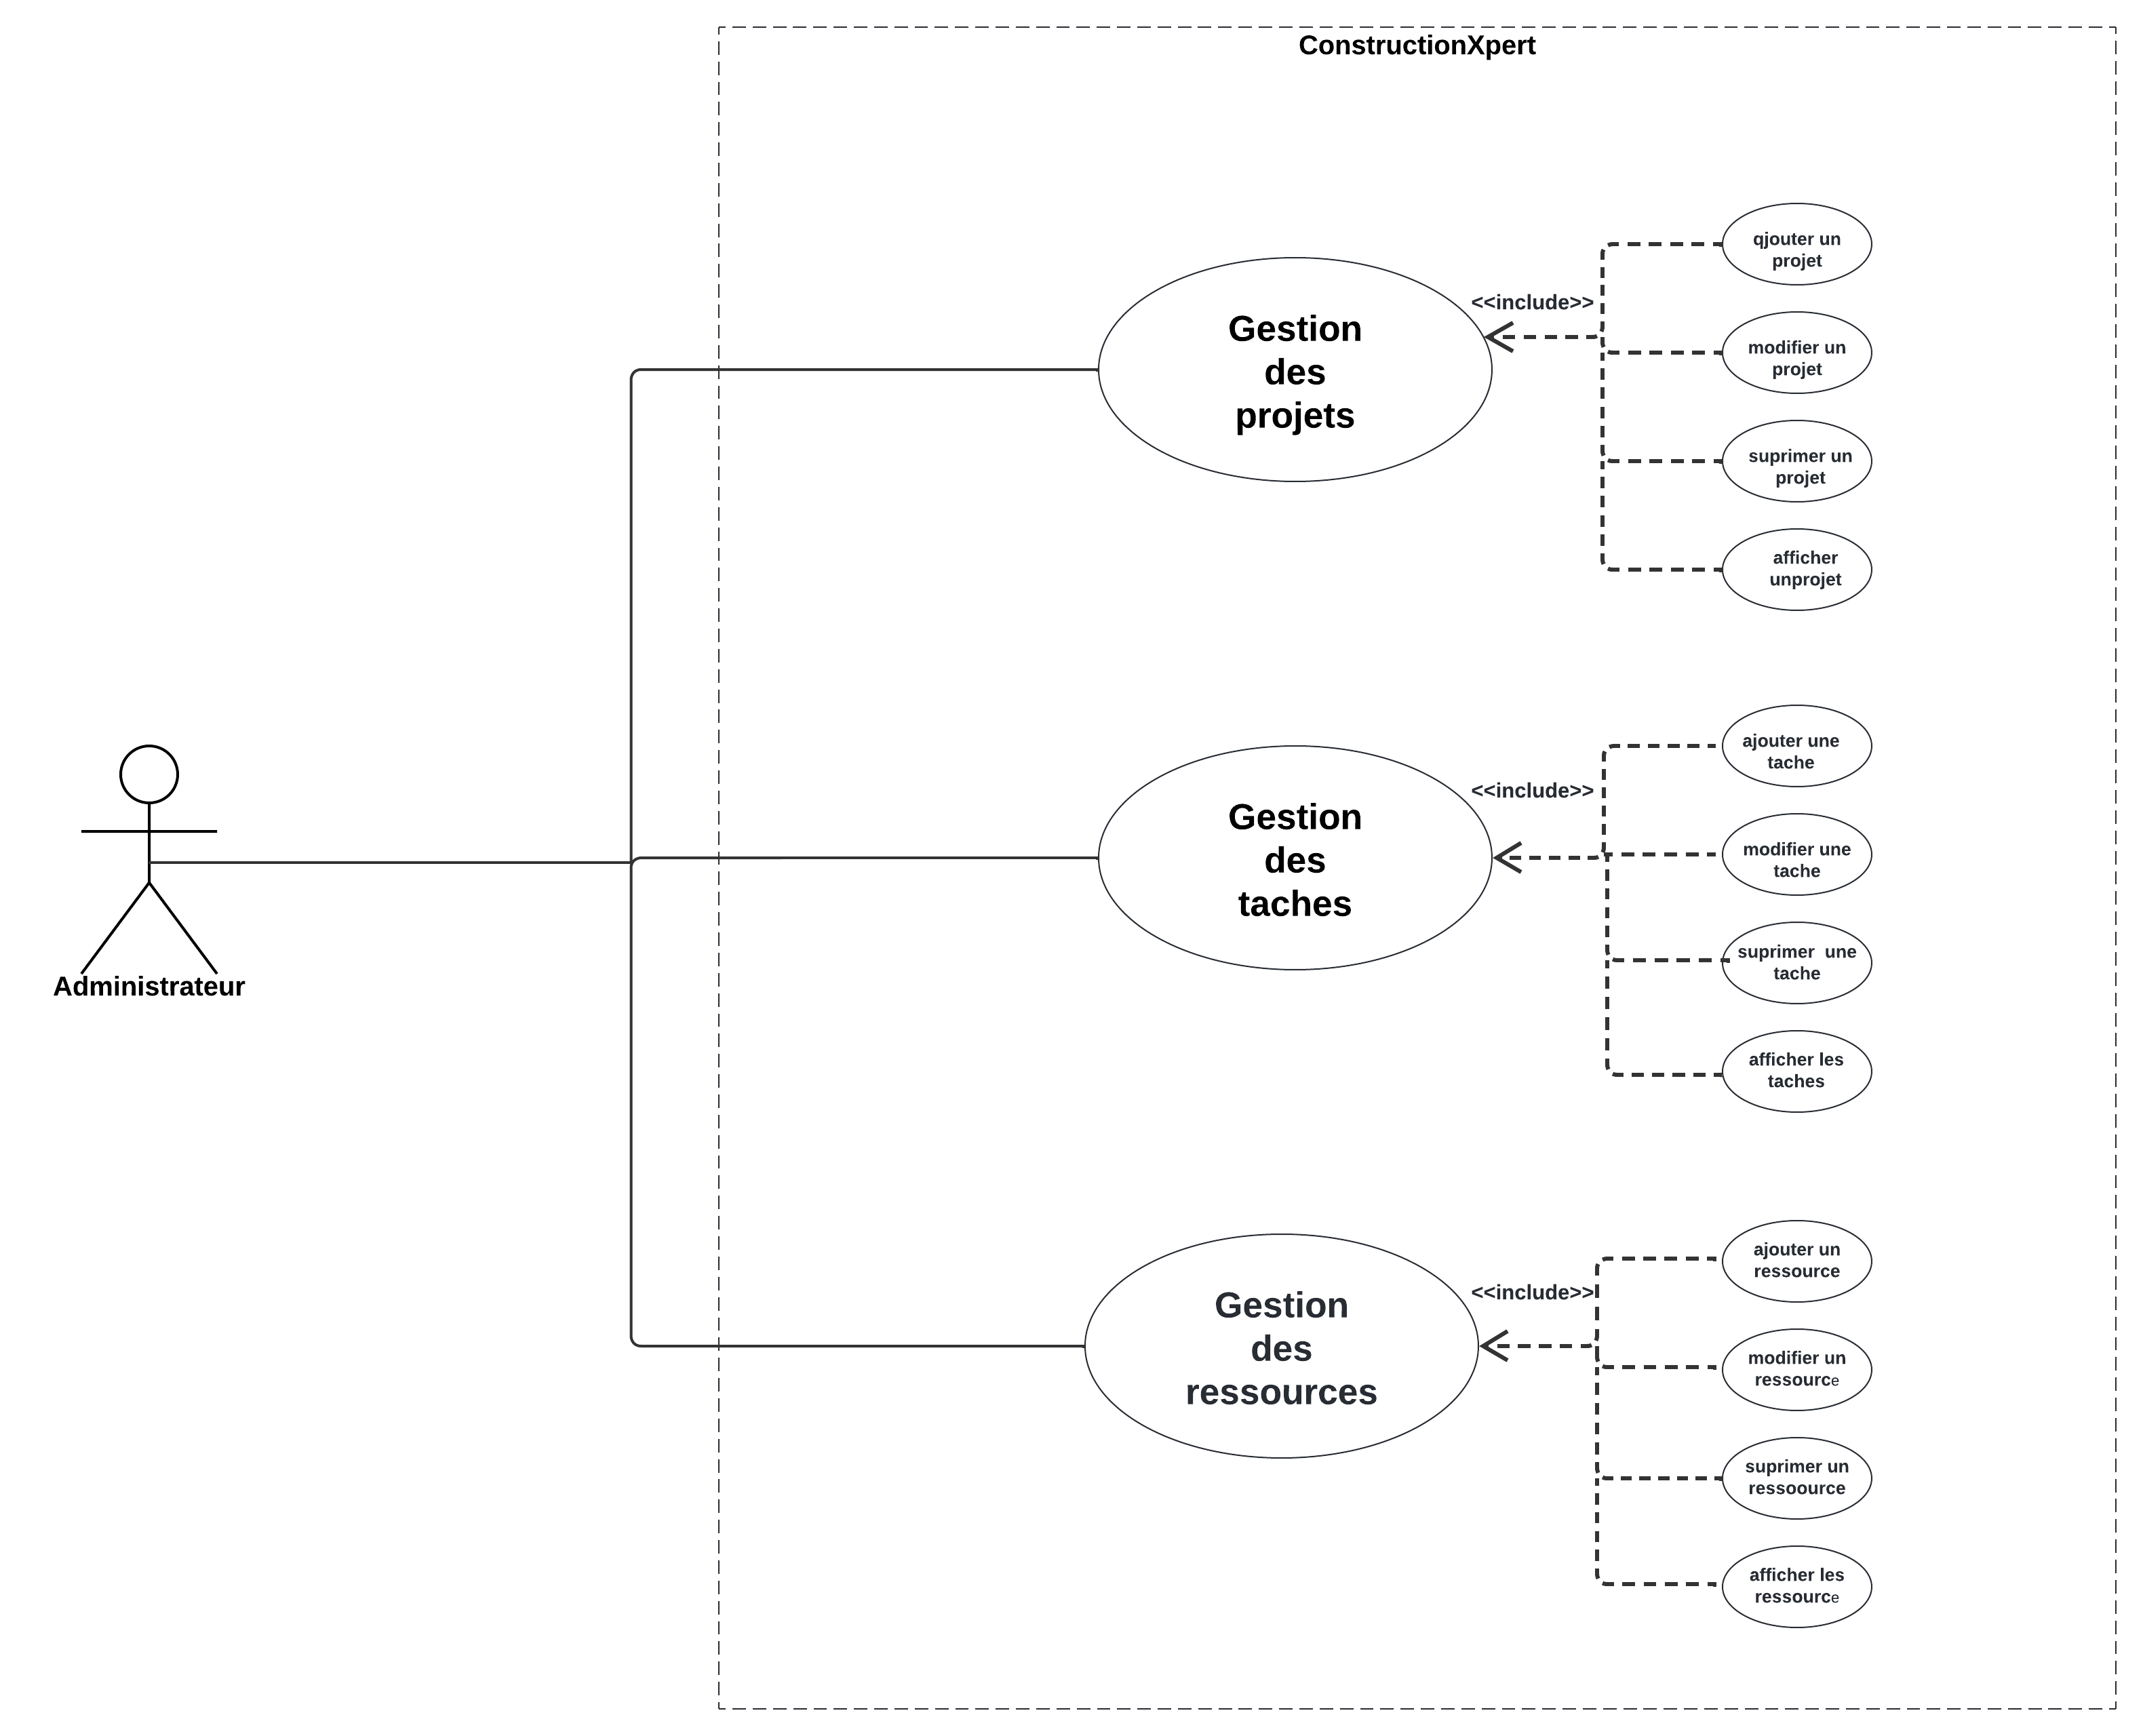 ConstructionXpert
qjouter un
projet
<<include>>
Gestion
des
projets
modifier un
projet
suprimer un
projet
afficher
unprojet
ajouter une
tache
<<include>>
Gestion
des
taches
modifier une
tache
suprimer  une
tache
Administrateur
afficher les
taches
ajouter un
ressource
<<include>>
Gestion
des
ressources
modifier un
ressource
suprimer un
ressoource
afficher les
ressource